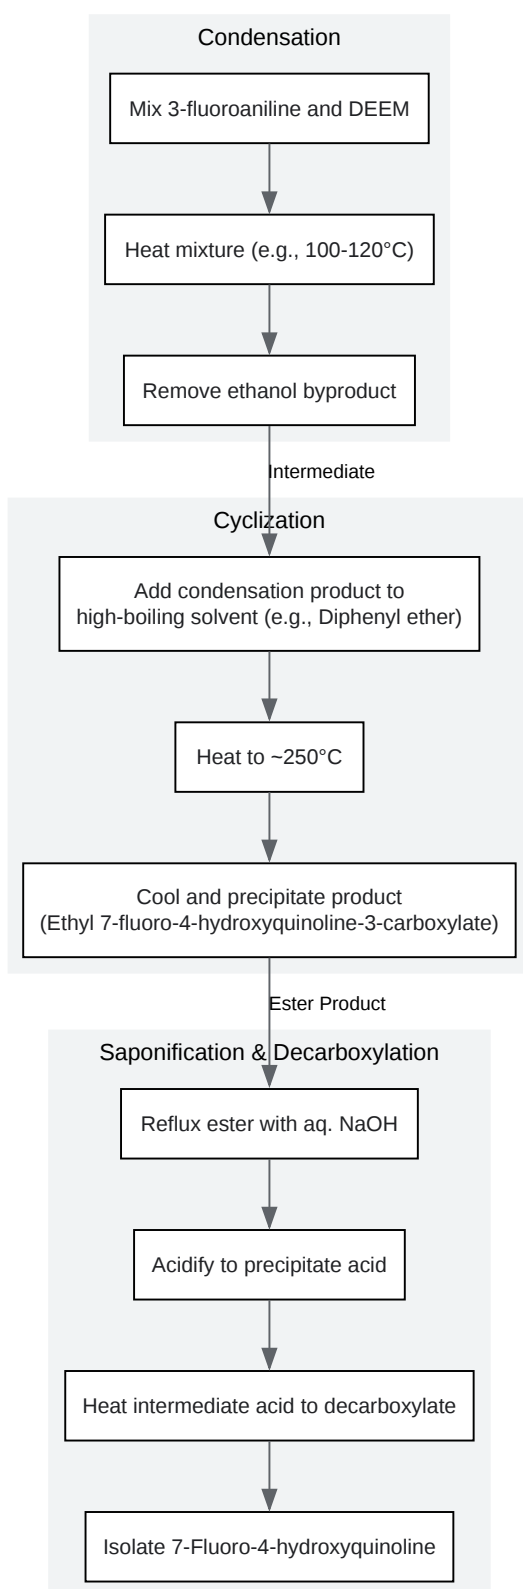 Condensation
Mix 3-fluoroaniline and DEEM
Heat mixture (e.g., 100-120°C)
Remove ethanol byproduct
Intermediate
Cyclization
Add condensation product to
high-boiling solvent (e.g., Diphenyl ether)
Heat to ~250°C
Cool and precipitate product
(Ethyl 7-fluoro-4-hydroxyquinoline-3-carboxylate)
Ester Product
Saponification & Decarboxylation
Reflux ester with aq. NaOH
Acidify to precipitate acid
Heat intermediate acid to decarboxylate
Isolate 7-Fluoro-4-hydroxyquinoline